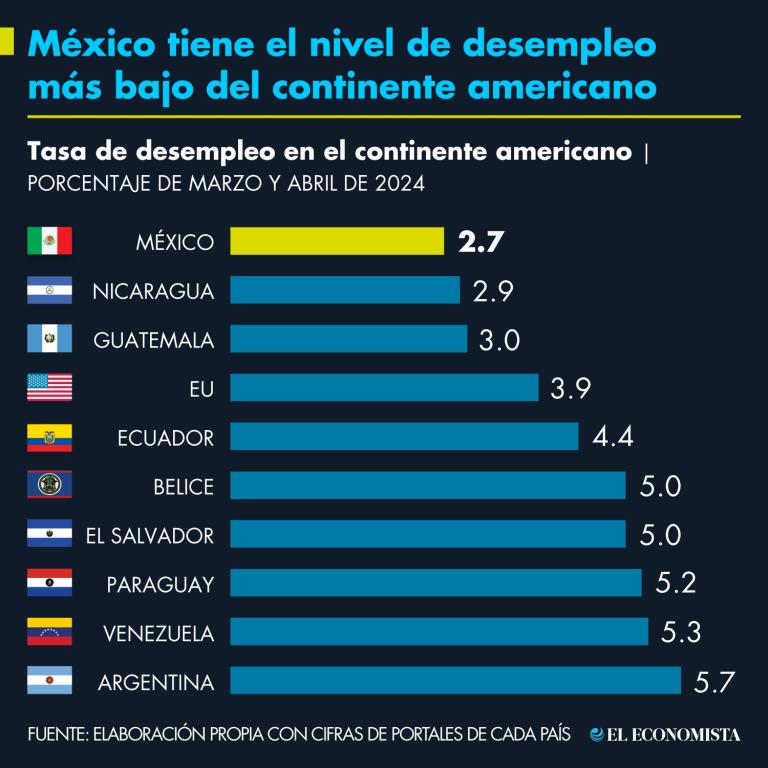 México tiene el nivel de desempleo
más bajo del continente americano
Tasa de desempleo en el continente americano |
PORCENTAJE DE MARZO Y ABRIL DE 2024
MÉXICO 2.7
NICARAGUA 2.9
GUATEMALA 3.0
EU 3.9
ECUADOR 4.4
BELICE 5.0
EL SALVADOR 5.0
PARAGUAY 5.2
VENEZUELA 5.3
ARGENTINA 5.7
FUENTE: ELABORACIÓN PROPIA CON CIFRAS DE PORTALES DE CADA PAÍS EL ECONOMISTA